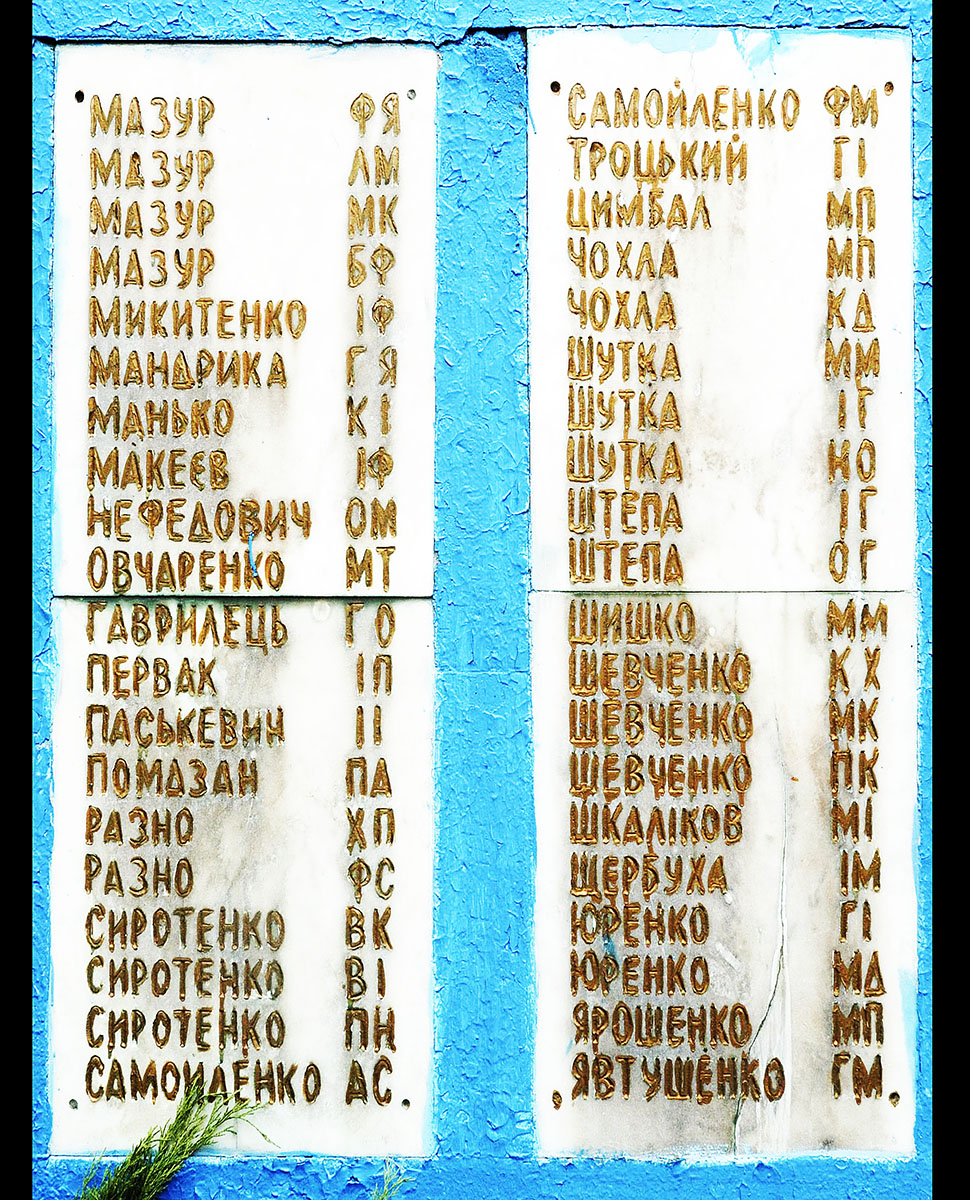 МАЗУР ФЯ
МАЗУР ЛМ
МАЗУР МК
МАЗУР БФ
МИКИТЕНКО ІФ
МАНДРИКА ГЯ
МАНЬКО КІ
МАКЕЄВ ІФ
НЕФЕДОВИЧ ОМ
ОВЧАРЕНКО МТ
ГАВРИЛЕЦЬ ГО
ПЕРВАК ІП
ПАСЬКЕВИЧ ІІ
ПОМАЗАН ПА
РАЗНО ХП
РАЗНО ФС
СИРОТЕНКО ВК
СИРОТЕНКО ВІ
СИРОТЕНКО ПН
САМОЙЛЕНКО АС
САМОЙЛЕНКО ФМ
ТРОЦЬКИЙ ГІ
ЦИМБАЛ МП
ЧОХЛА МП
ЧОХЛА КД
ШУТКА ММ
ШУТКА ІГ
ШУТКА НО
ШТЕПА ІГ
ШТЕПА ОГ
ШИШКО ММ
ШЕВЧЕНКО КХ
ШЕВЧЕНКО МК
ШЕВЧЕНКО ПК
ШКАЛІКОВ МІ
ЩЕРБУХА ІМ
ЮРЕНКО ГІ
ЮРЕНКО МД
ЯРОШЕНКО МП
ЯВТУШЕНКО ГМ